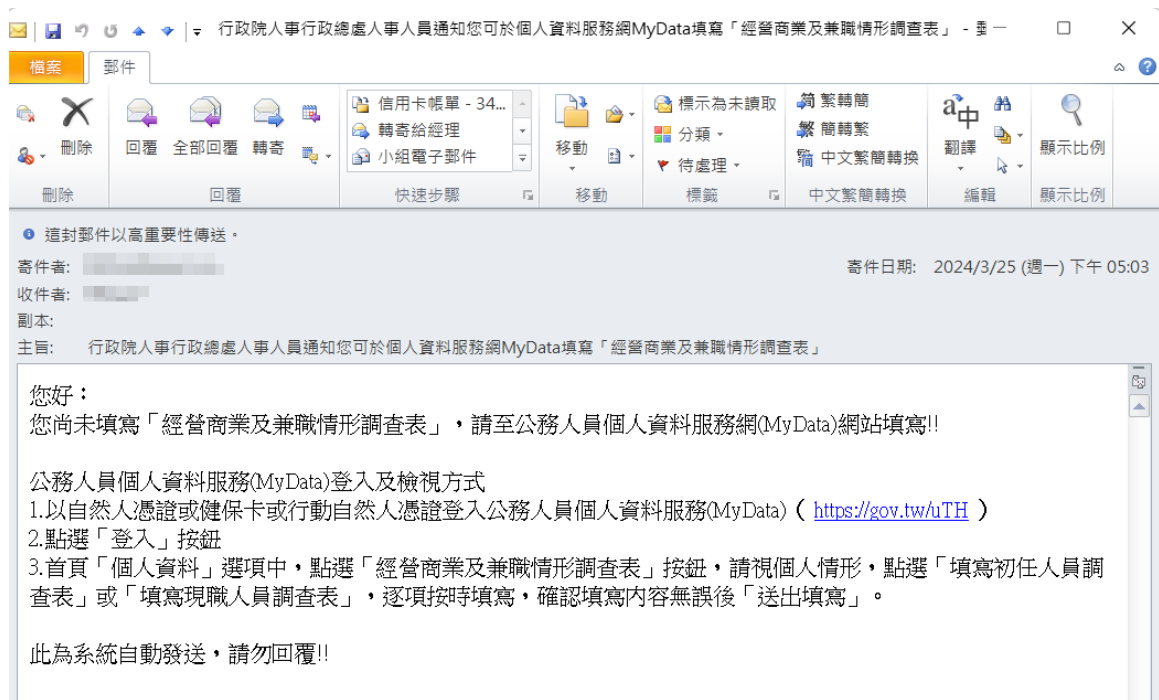 行政院人事行政總處人事人員通知您可於個人資料服務網MyData填寫「經營商業及兼職情形調查表」 -
檔案 郵件
刪除 回覆 全部回覆 轉寄
信用卡帳單 - 34...
轉寄給經理
小組電子郵件
移動
標示為未讀取
分類
待處理
简 繁轉簡
繁 簡轉繁
中文繁簡轉換
翻譯
顯示比例
刪除 回覆 快速步驟 移動 標籤 中文繁簡轉換 編輯 顯示比例
這封郵件以高重要性傳送。
寄件者: 寄件日期: 2024/3/25 (週一) 下午 05:03
收件者:
副本:
主旨: 行政院人事行政總處人事人員通知您可於個人資料服務網MyData填寫「經營商業及兼職情形調查表」
您好：
您尚未填寫「經營商業及兼職情形調查表」，請至公務人員個人資料服務網(MyData)網站填寫!!
公務人員個人資料服務(MyData)登入及檢視方式
1.以自然人憑證或健保卡或行動自然人憑證登入公務人員個人資料服務(MyData)（ https://gov.tw/uTH ）
2.點選「登入」按鈕
3.首頁「個人資料」選項中，點選「經營商業及兼職情形調查表」按鈕，請視個人情形，點選「填寫初任人員調
查表」或「填寫現職人員調查表」，逐項按時填寫，確認填寫內容無誤後「送出填寫」。
此為系統自動發送，請勿回覆!!